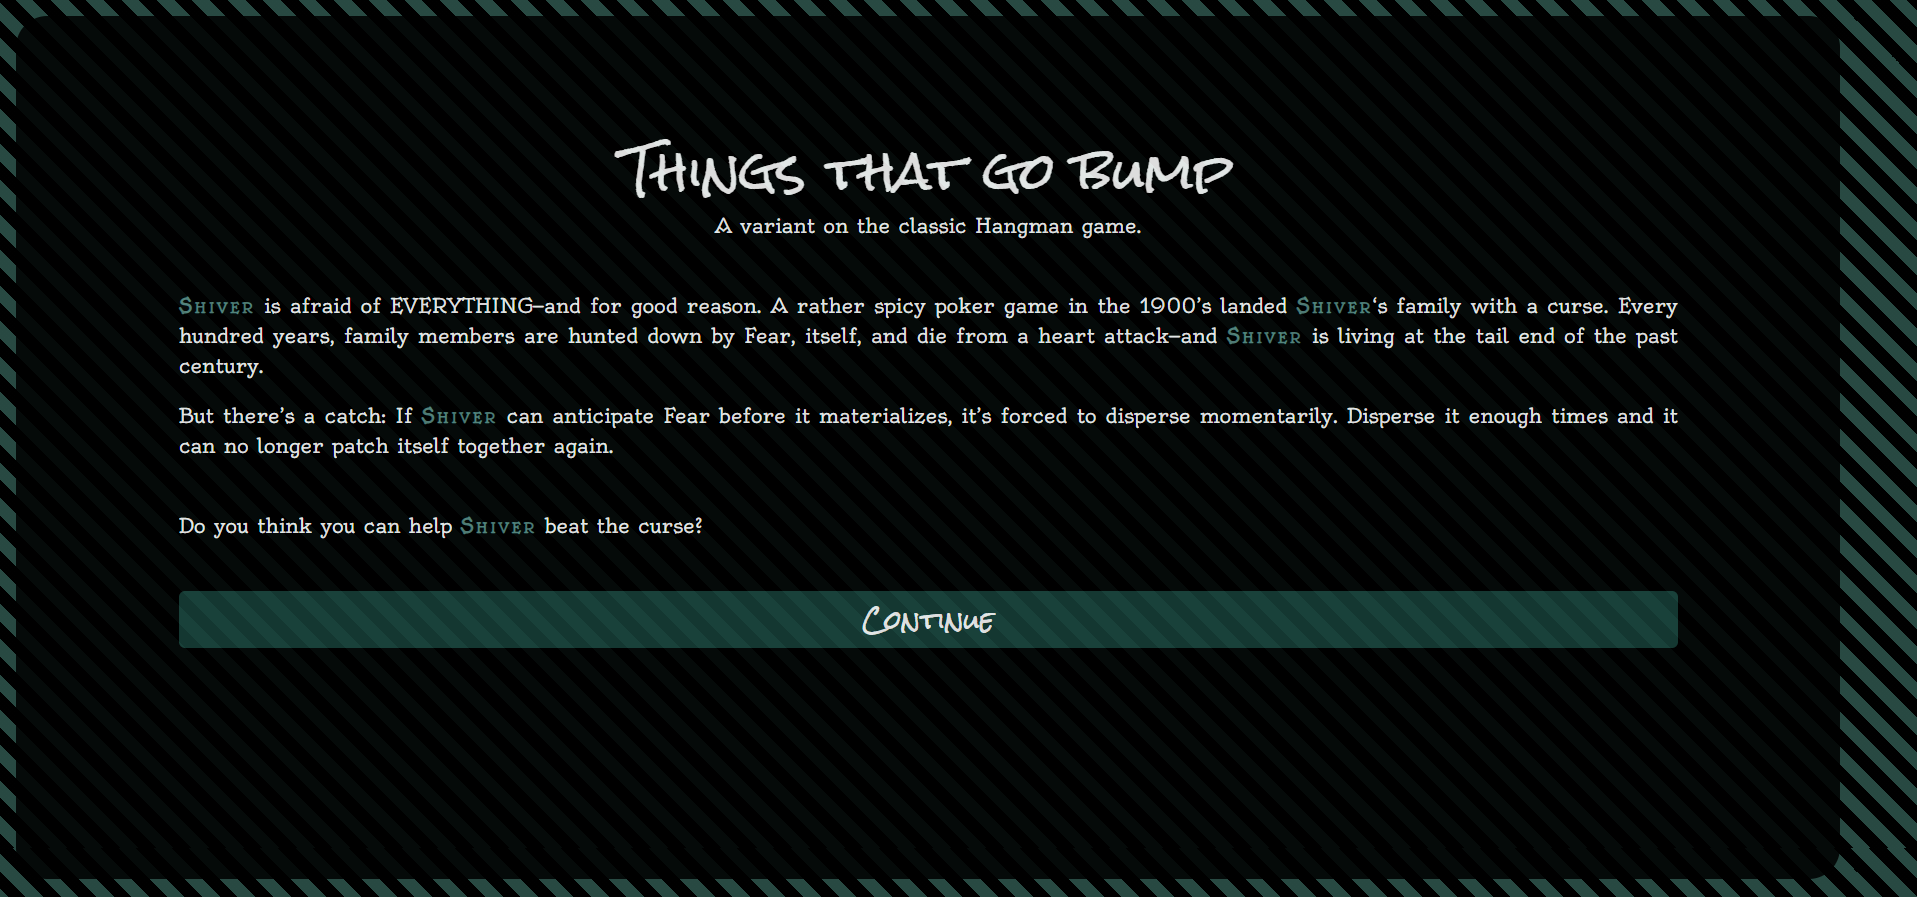 Things that go bump
A variant on the classic Hangman game.
Shiver is afraid of EVERYTHING—and for good reason. A rather spicy poker game in the 1900’s landed Shiver‘s family with a curse. Every
hundred years, family members are hunted down by Fear, itself, and die from a heart attack—and Shiver is living at the tail end of the past
century.
But there’s a catch: If Shiver can anticipate Fear before it materializes, it’s forced to disperse momentarily. Disperse it enough times and it
can no longer patch itself together again.
Do you think you can help Shiver beat the curse?
Continue